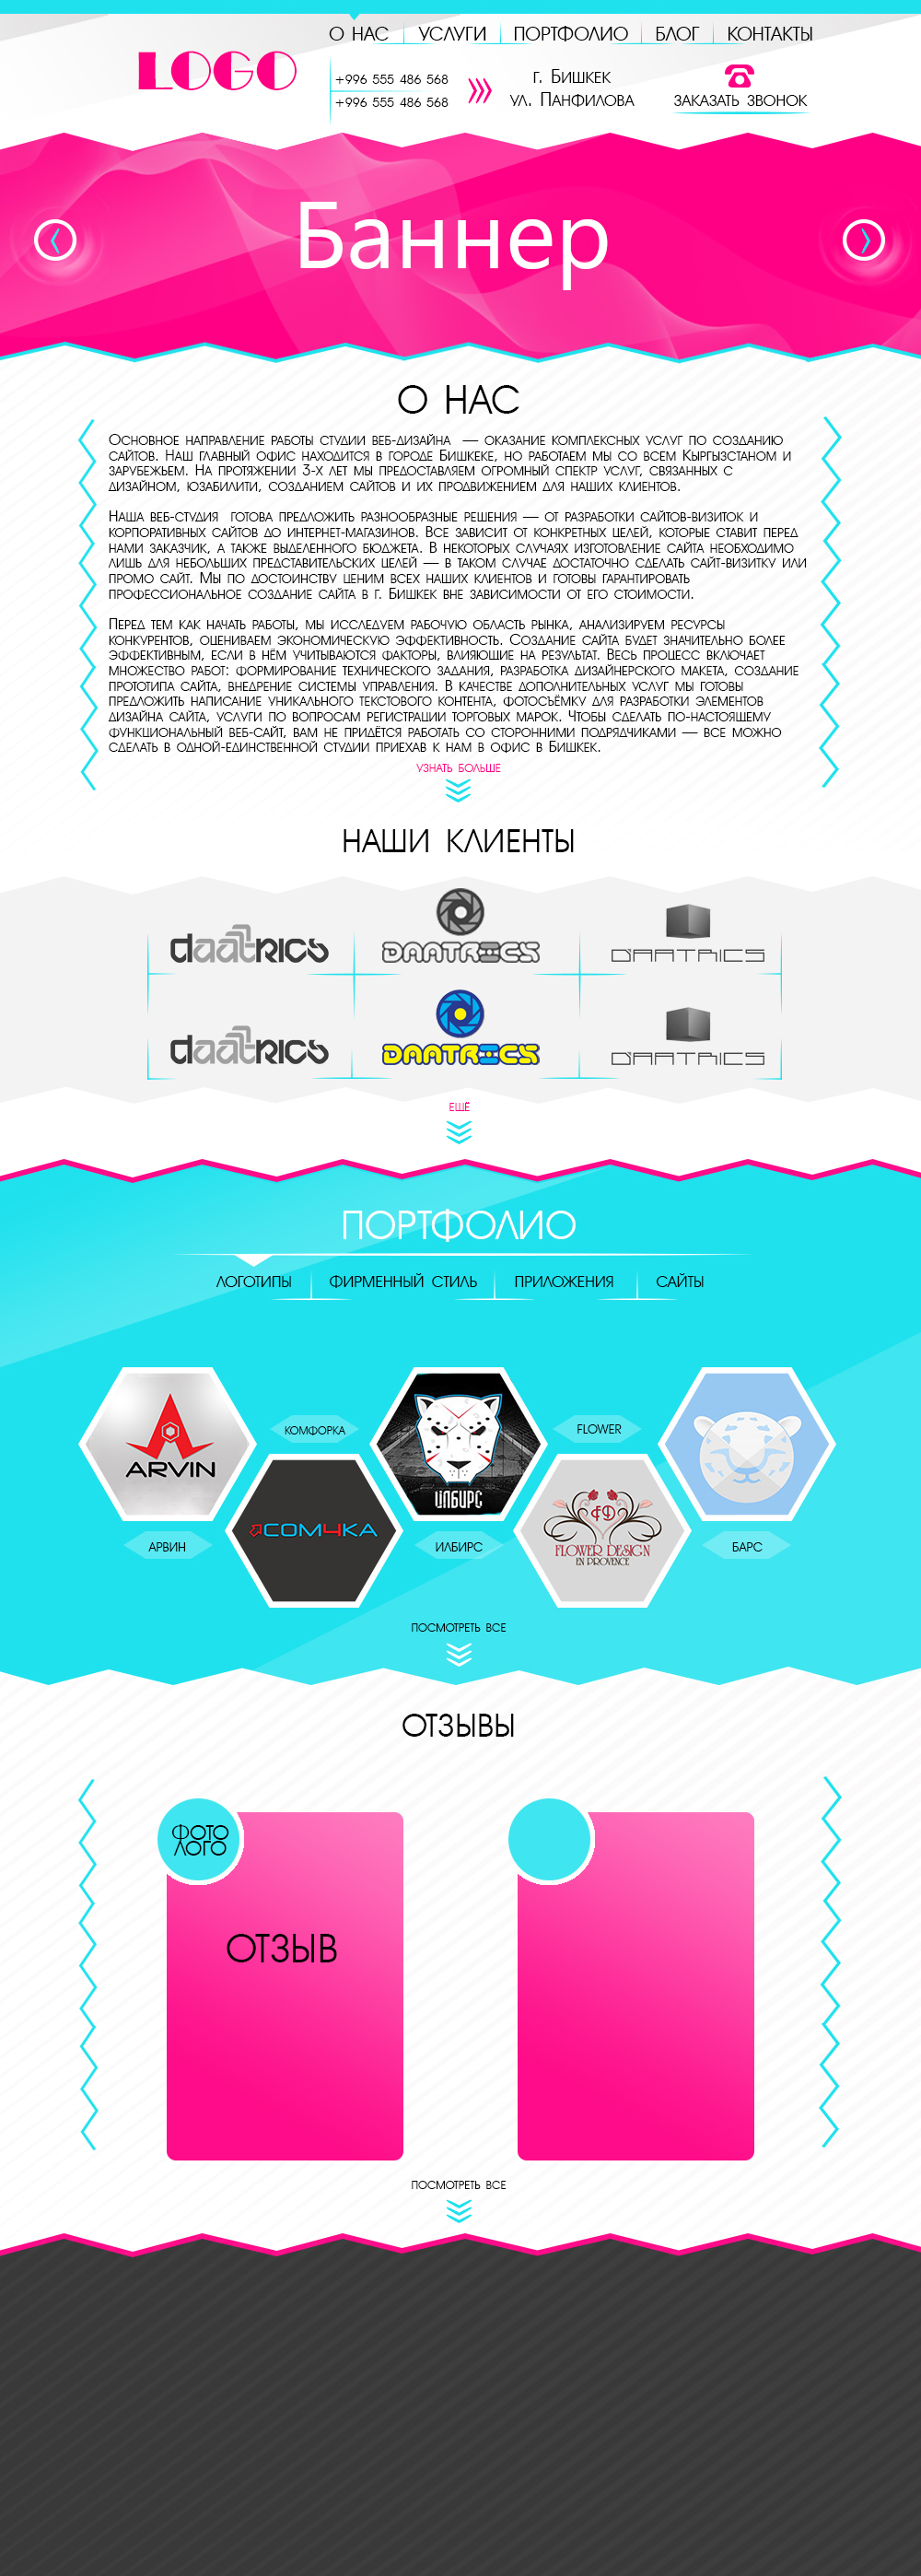 О НАС УСЛУГИ ПОРТФОЛИО БЛОГ КОНТАКТЫ
LOGO
+996 555 486 568
+996 555 486 568
г. Бишкек
ул. Панфилова
ЗАКАЗАТЬ ЗВОНОК
Баннер
О НАС
Основное направление работы студии веб-дизайна — оказание комплексных услуг по созданию
сайтов. Наш главный офис находится в городе Бишкеке, но работаем мы со всем Кыргызстаном и
зарубежьем. На протяжении 3-х лет мы предоставляем огромный спектр услуг, связанных с
дизайном, юзабилити, созданием сайтов и их продвижением для наших клиентов.
Наша веб-студия готова предложить разнообразные решения — от разработки сайтов-визиток и
корпоративных сайтов до интернет-магазинов. Все зависит от конкретных целей, которые ставит перед
нами заказчик, а также выделенного бюджета. В некоторых случаях изготовление сайта необходимо
лишь для небольших представительских целей — в таком случае достаточно сделать сайт-визитку или
промо сайт. Мы по достоинству ценим всех наших клиентов и готовы гарантировать
профессиональное создание сайта в г. Бишкек вне зависимости от его стоимости.
Перед тем как начать работы, мы исследуем рабочую область рынка, анализируем ресурсы
конкурентов, оцениваем экономическую эффективность. Создание сайта будет значительно более
эффективным, если в нём учитываются факторы, влияющие на результат. Весь процесс включает
множество работ: формирование технического задания, разработка дизайнерского макета, создание
прототипа сайта, внедрение системы управления. В качестве дополнительных услуг мы готовы
предложить написание уникального текстового контента, фотосъёмку для разработки элементов
дизайна сайта, услуги по вопросам регистрации торговых марок. Чтобы сделать по-настоящему
функциональный веб-сайт, вам не придётся работать со сторонними подрядчиками — все можно
сделать в одной-единственной студии приехав к нам в офис в Бишкек.
УЗНАТЬ БОЛЬШЕ
НАШИ КЛИЕНТЫ
daatrics DAATRICS DAATRICS
daatrics DAATRICS DAATRICS
ЕЩЁ
ПОРТФОЛИО
ЛОГОТИПЫ ФИРМЕННЫЙ СТИЛЬ ПРИЛОЖЕНИЯ САЙТЫ
КОМФОРКА FLOWER
ARVIN
ИЛБИРС
COM4KA
FD
FLOWER DESIGN
EN PROVENCE
АРВИН ИЛБИРС БАРС
ПОСМОТРЕТЬ ВСЕ
ОТЗЫВЫ
ФОТО
ЛОГО
ОТЗЫВ
ПОСМОТРЕТЬ ВСЕ